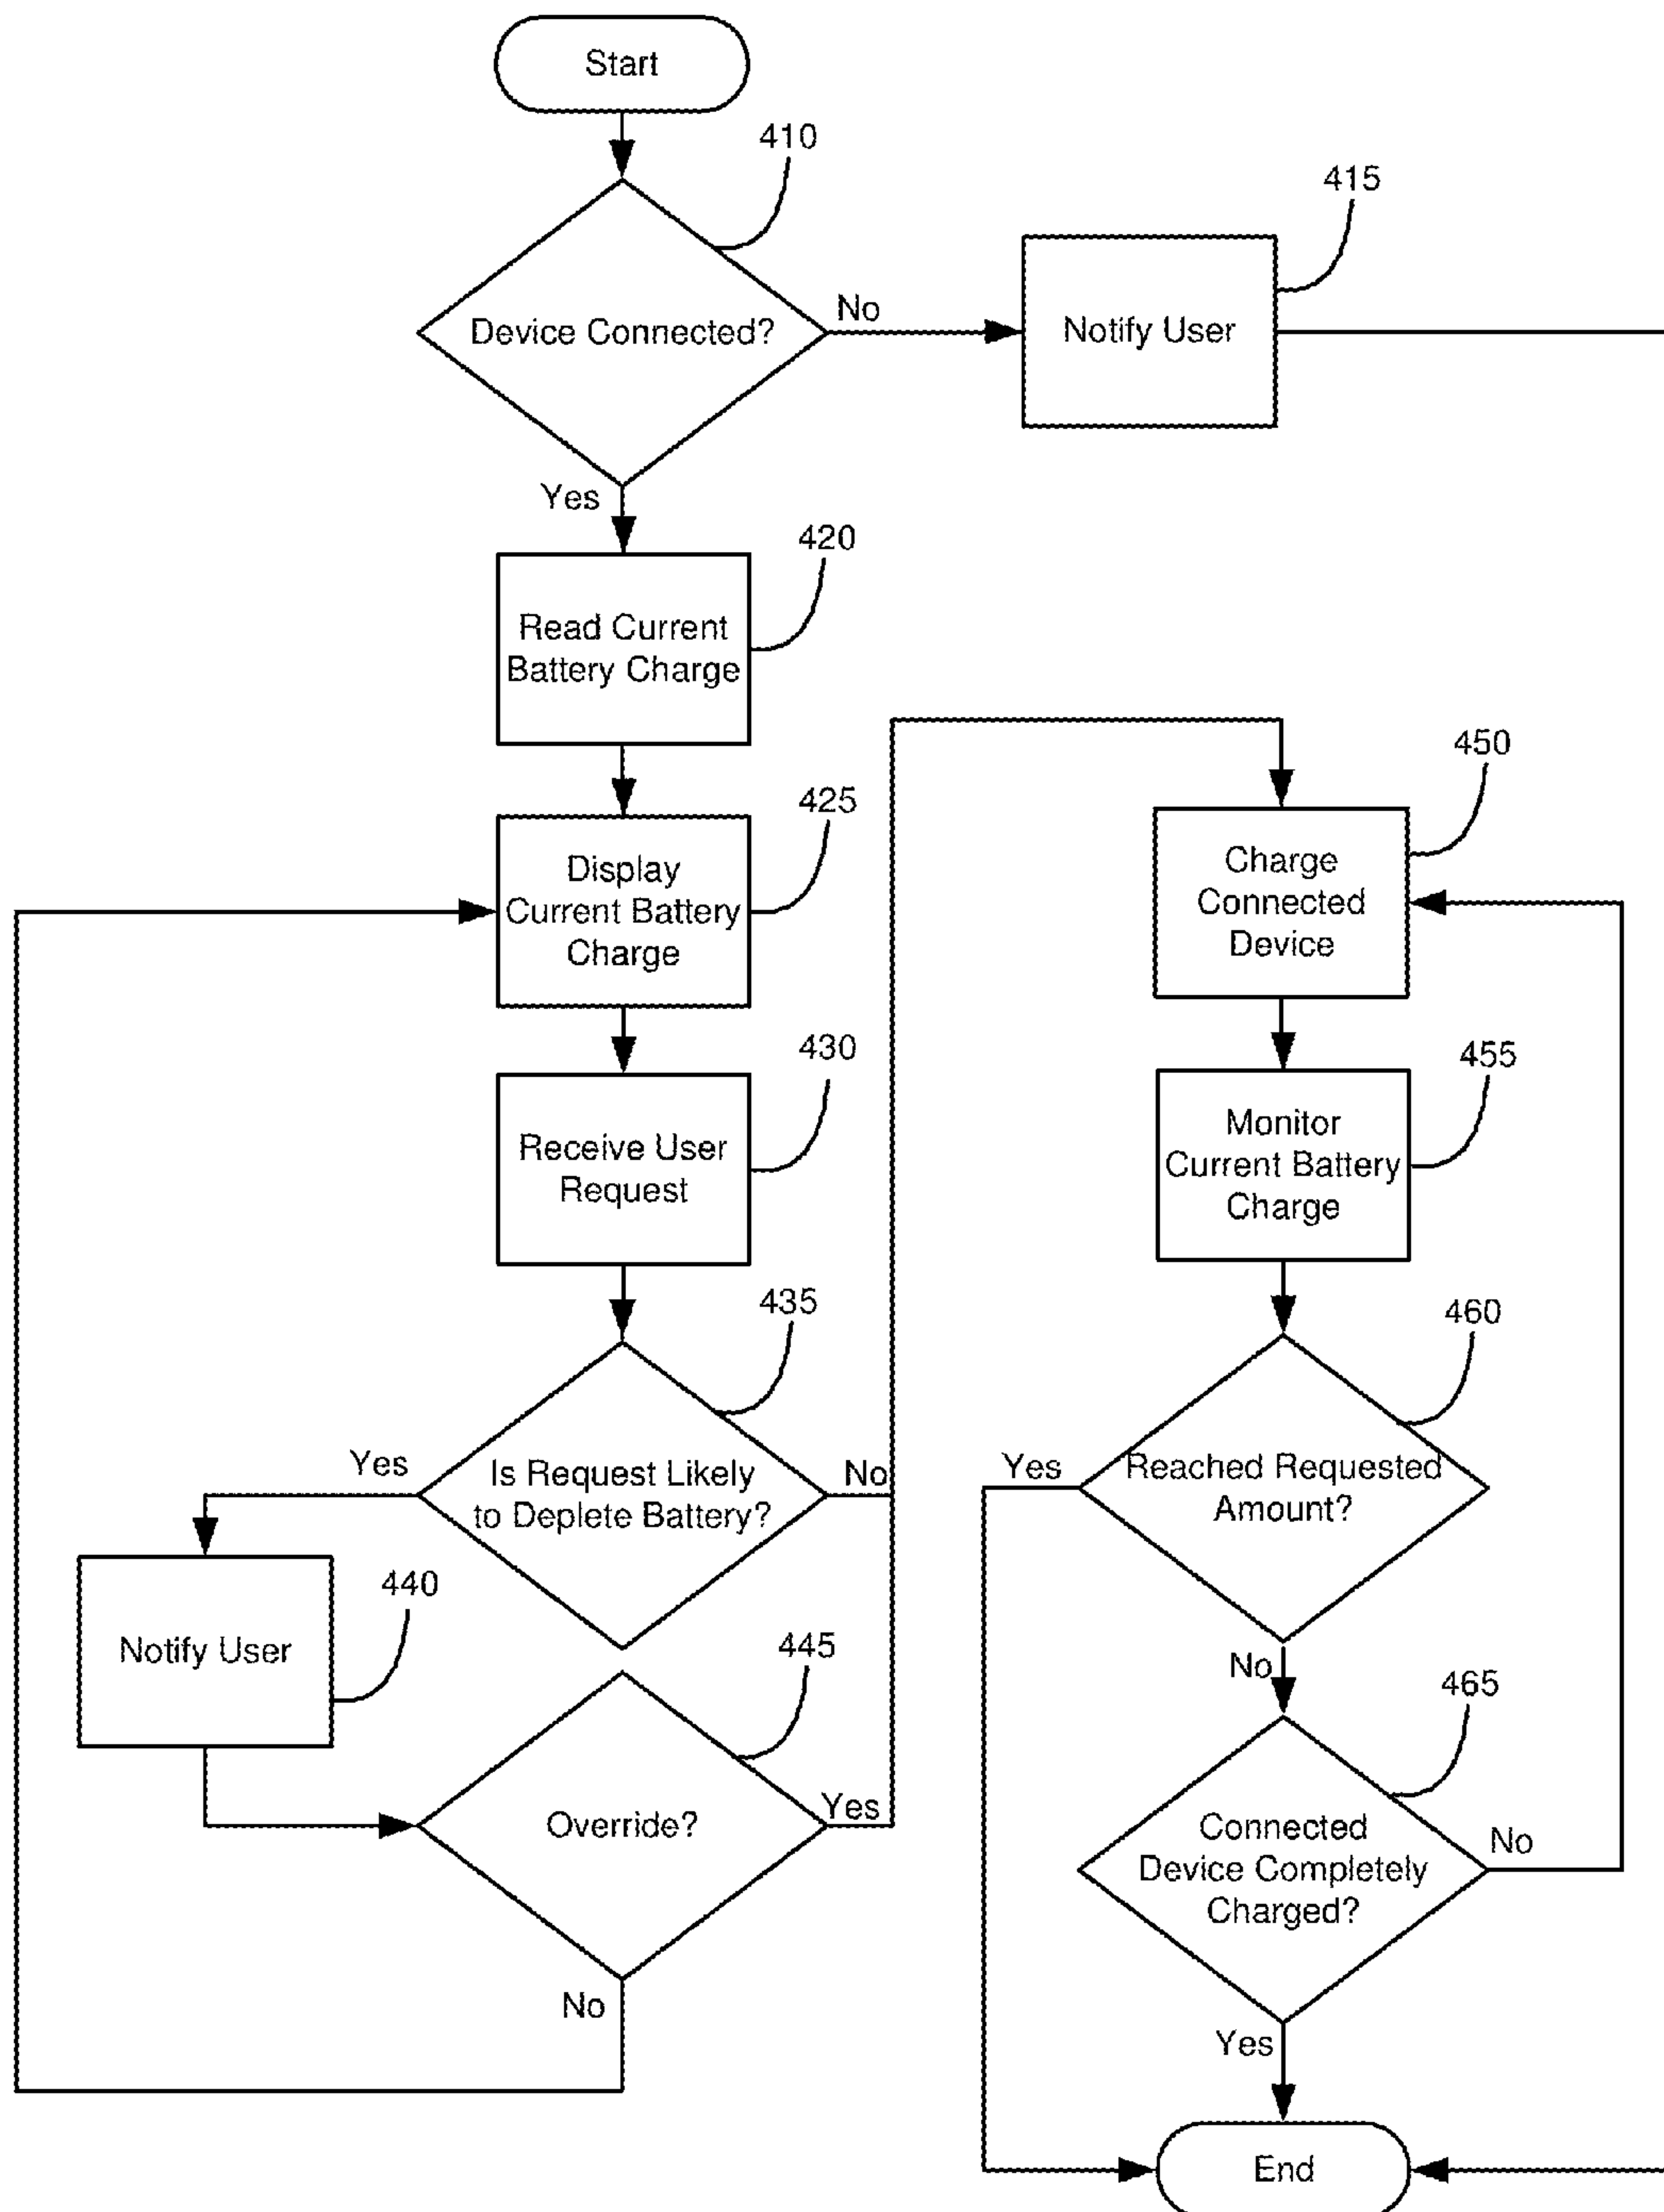 Start
410
Device Connected?
No
415
Notify User
Yes
420
Read Current
Battery Charge
425
Display
Current Battery
Charge
430
Receive User
Request
435
Is Request Likely
to Deplete Battery?
Yes
No
440
Notify User
445
Override?
Yes
No
450
Charge
Connected
Device
455
Monitor
Current Battery
Charge
460
Reached Requested
Amount?
Yes
No
465
Connected
Device Completely
Charged?
No
Yes
End